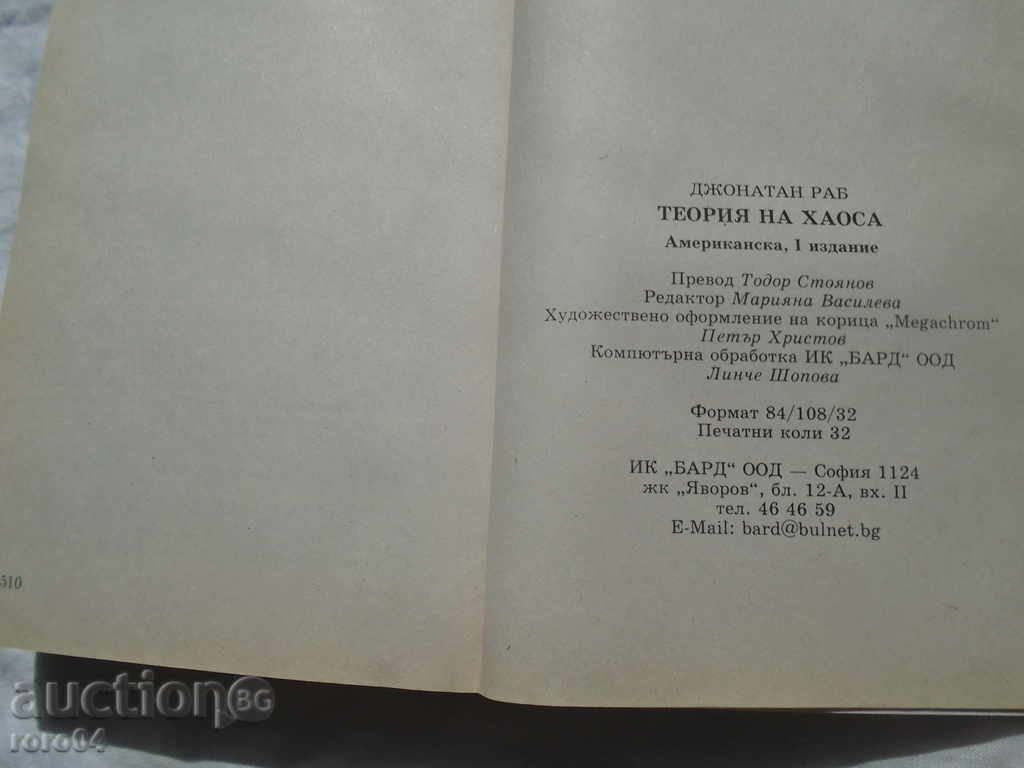 ДЖОНАТАН РАБ
ТЕОРИЯ НА ХАОСА
Американска, I издание
Превод Тодор Стоянов
Редактор Марияна Василева
Художествено оформление на корица „Megachrom“
Петър Христов
Компютърна обработка ИК „БАРД“ ООД
Линче Шопова
Формат 84/108/32
Печатни коли 32
ИК „БАРД“ ООД — София 1124
жк „Яворов“, бл. 12-А, вх. II
тел. 46 46 59
E-Mail: bard@bulnet.bg
510
auction BG
roro04